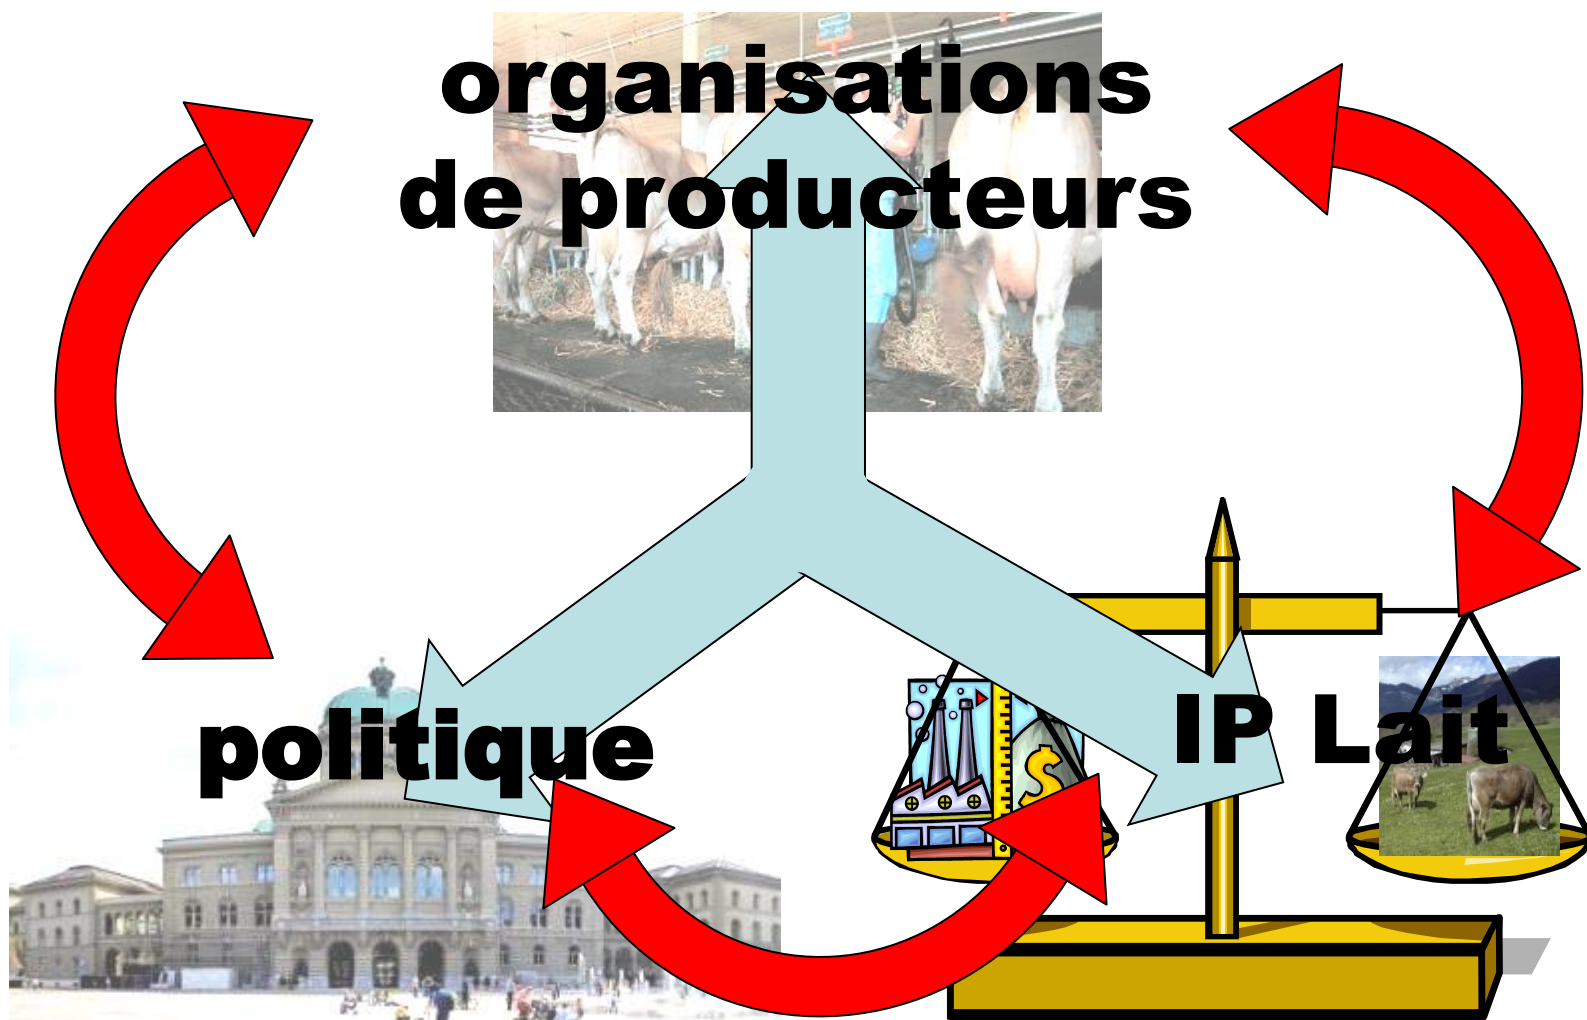 organisations
de producteurs
politique
IP Lait
$